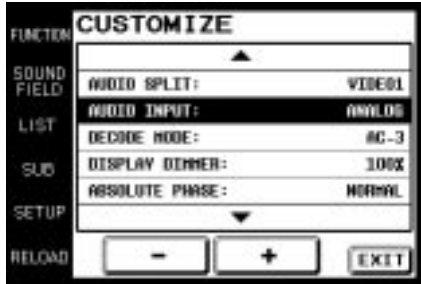 CUSTOMIZE
FUNCTION
SOUND
FIELD
LIST
SUB
SETUP
RELOAD
AUDIO SPLIT: VIDEO1
AUDIO INPUT: ANALOG
DECODE MODE: AC-3
DISPLAY DIMMER: 100%
ABSOLUTE PHASE: NORMAL
- + EXIT